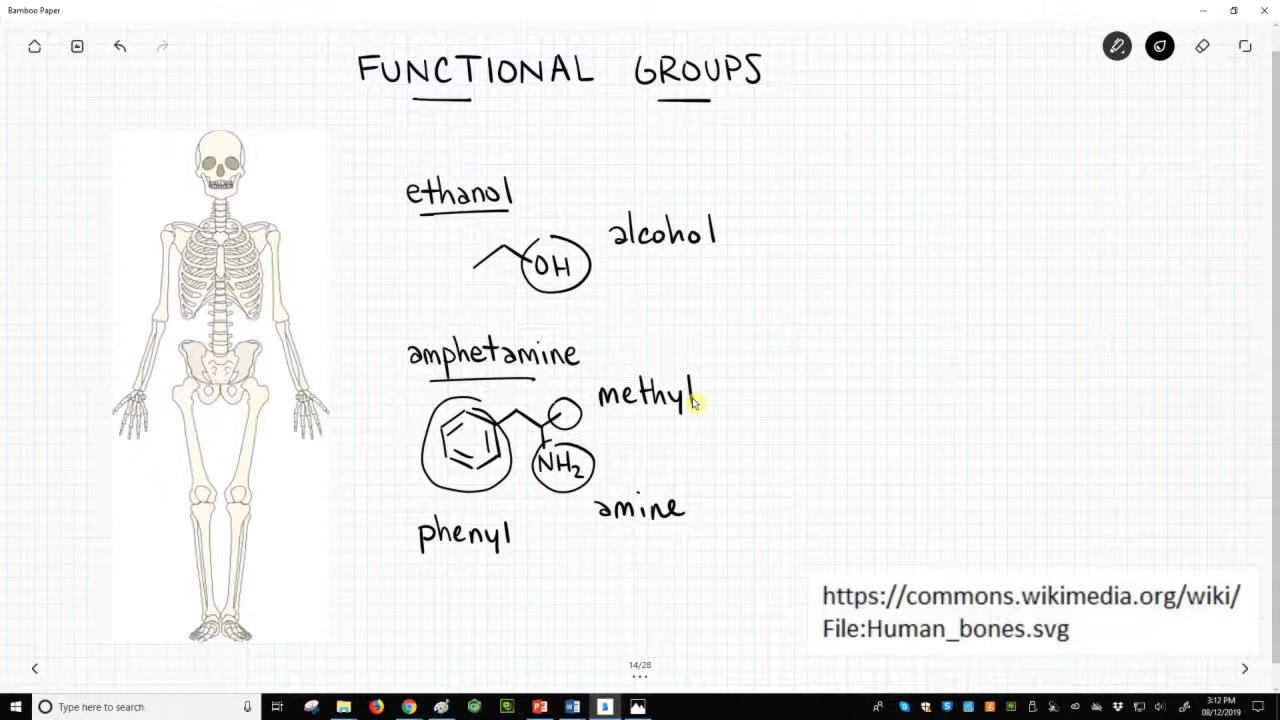 Bamboo Paper
FUNCTIONAL GROUPS
ethanol
alcohol
OH
amphetamine
methyl
NH2
amine
phenyl
https://commons.wikimedia.org/wiki/
File:Human_bones.svg
14/28
Type here to search
3:12 PM
08/12/2019